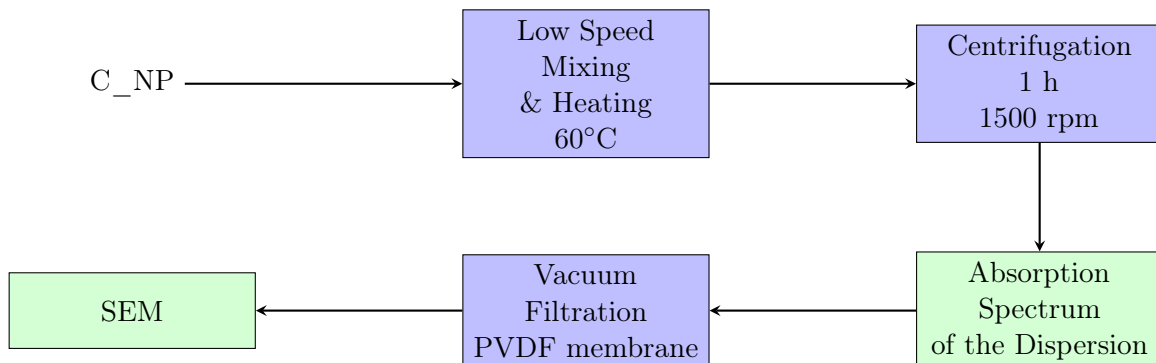 C_NP
Low Speed
Mixing
& Heating
60°C
Centrifugation
1 h
1500 rpm
SEM
Vacuum
Filtration
PVDF membrane
Absorption
Spectrum
of the Dispersion